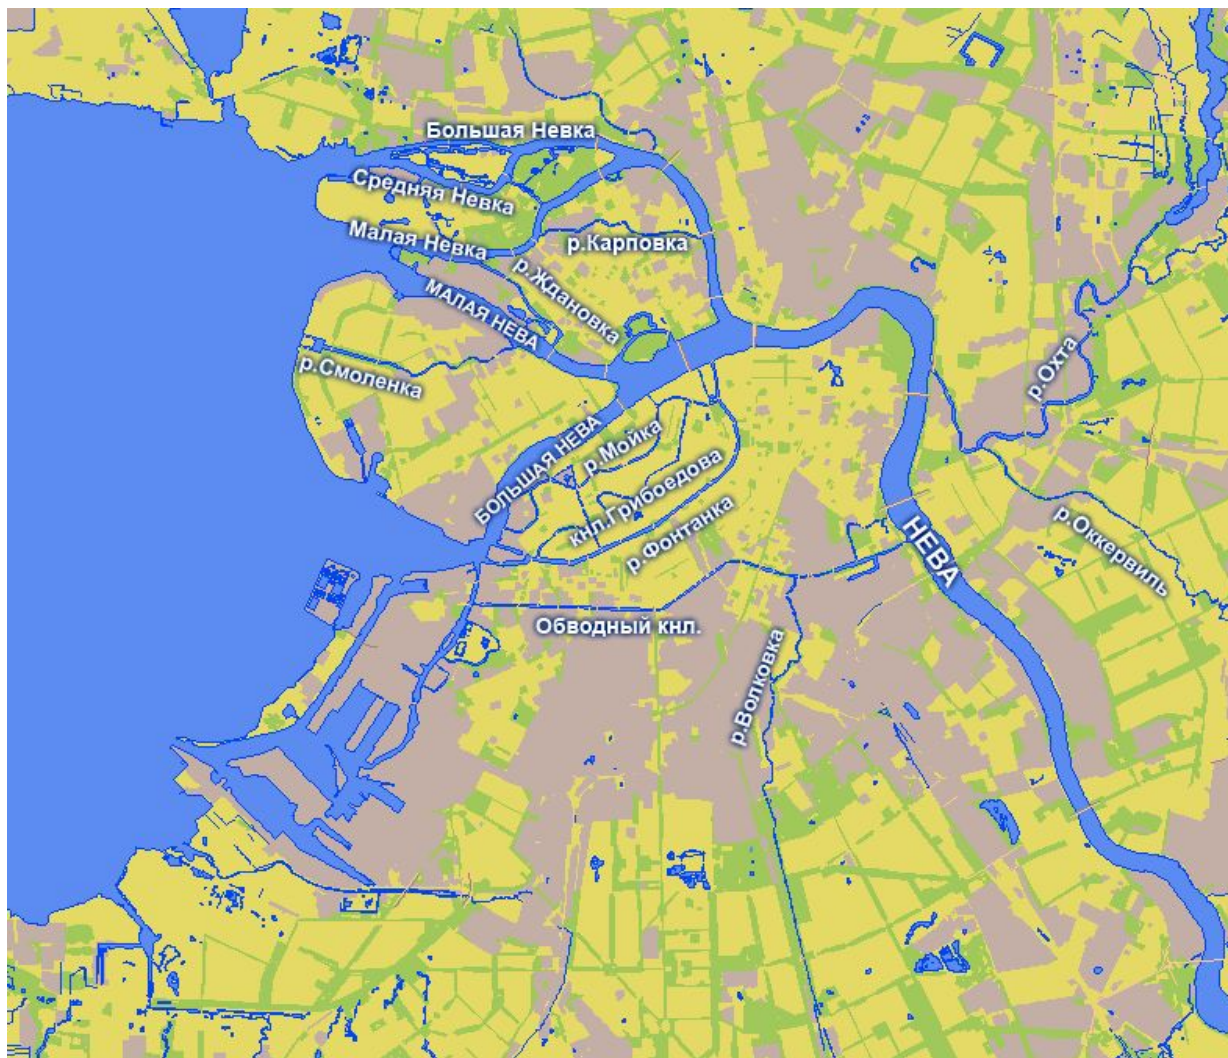 Большая Невка
Средняя Невка
Малая Невка
р.Карповка
р.Ждановка
МАЛАЯ НЕВА
р.Смоленка
р.Охта
БОЛЬШАЯ НЕВА
р.Мойка
кнл.Грибоедова
р.Фонтанка
НЕВА
р.Оккервиль
Обводный кнл.
р.Волковка